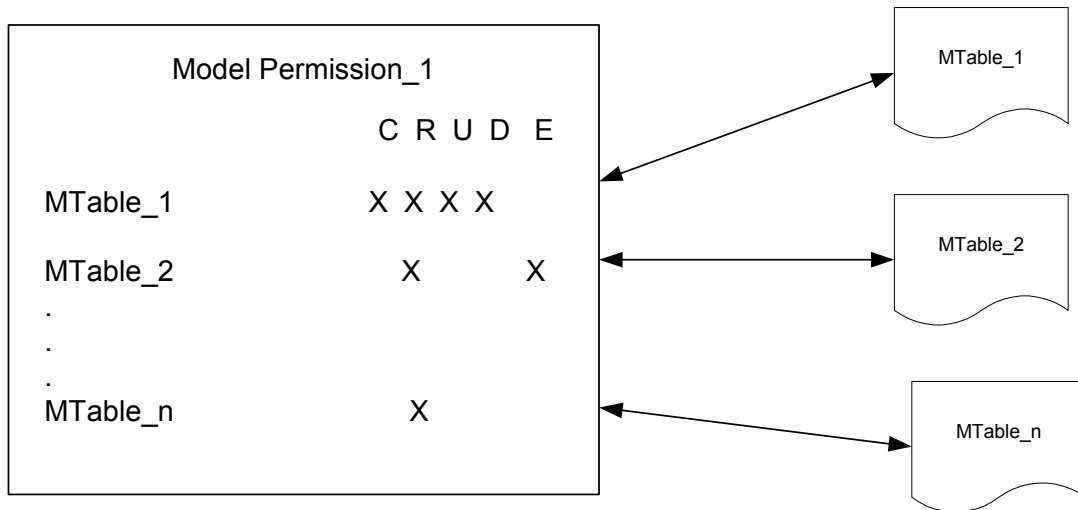 Model Permission_1
C R U D E
MTable_1 X X X X
MTable_2 X X
.
.
.
MTable_n X
MTable_1
MTable_2
MTable_n